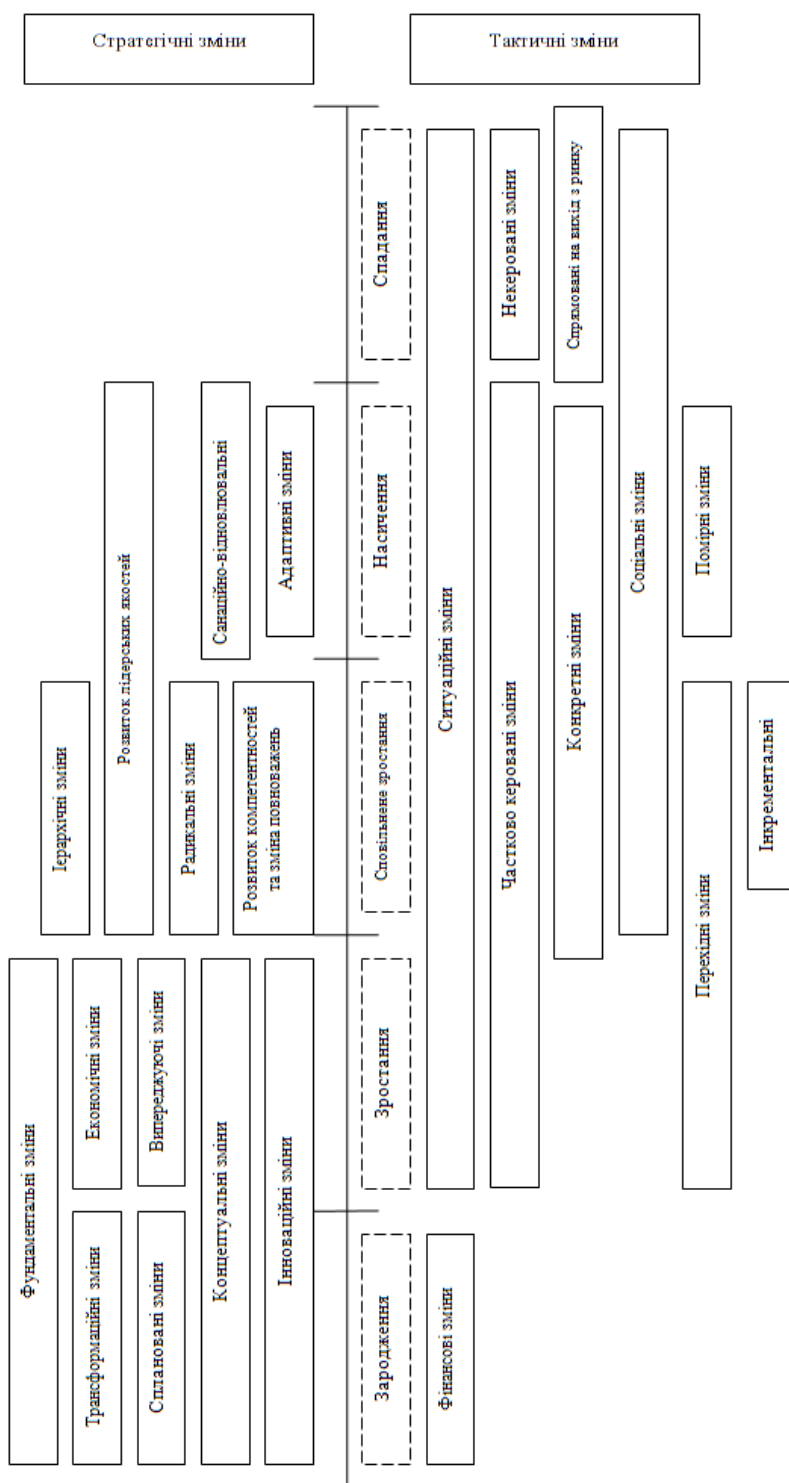 Стратегічні зміни
Тактичні зміни
Фундаментальні зміни
Трансформаційні зміни
Економічні зміни
Сплановані зміни
Випереджуючі зміни
Концептуальні зміни
Інноваційні зміни
Ієрархічні зміни
Розвиток лідерських якостей
Радикальні зміни
Розвиток компетентностей
та зміна повноважень
Санаційно-відновлювальні
Адаптивні зміни
Зародження
Зростання
Сповільнене зростання
Насичення
Спадання
Фінансові зміни
Ситуаційні зміни
Частково керовані зміни
Некеровані зміни
Конкретні зміни
Спрямовані на вихід з ринку
Соціальні зміни
Перехідні зміни
Помірні зміни
Інкрементальні